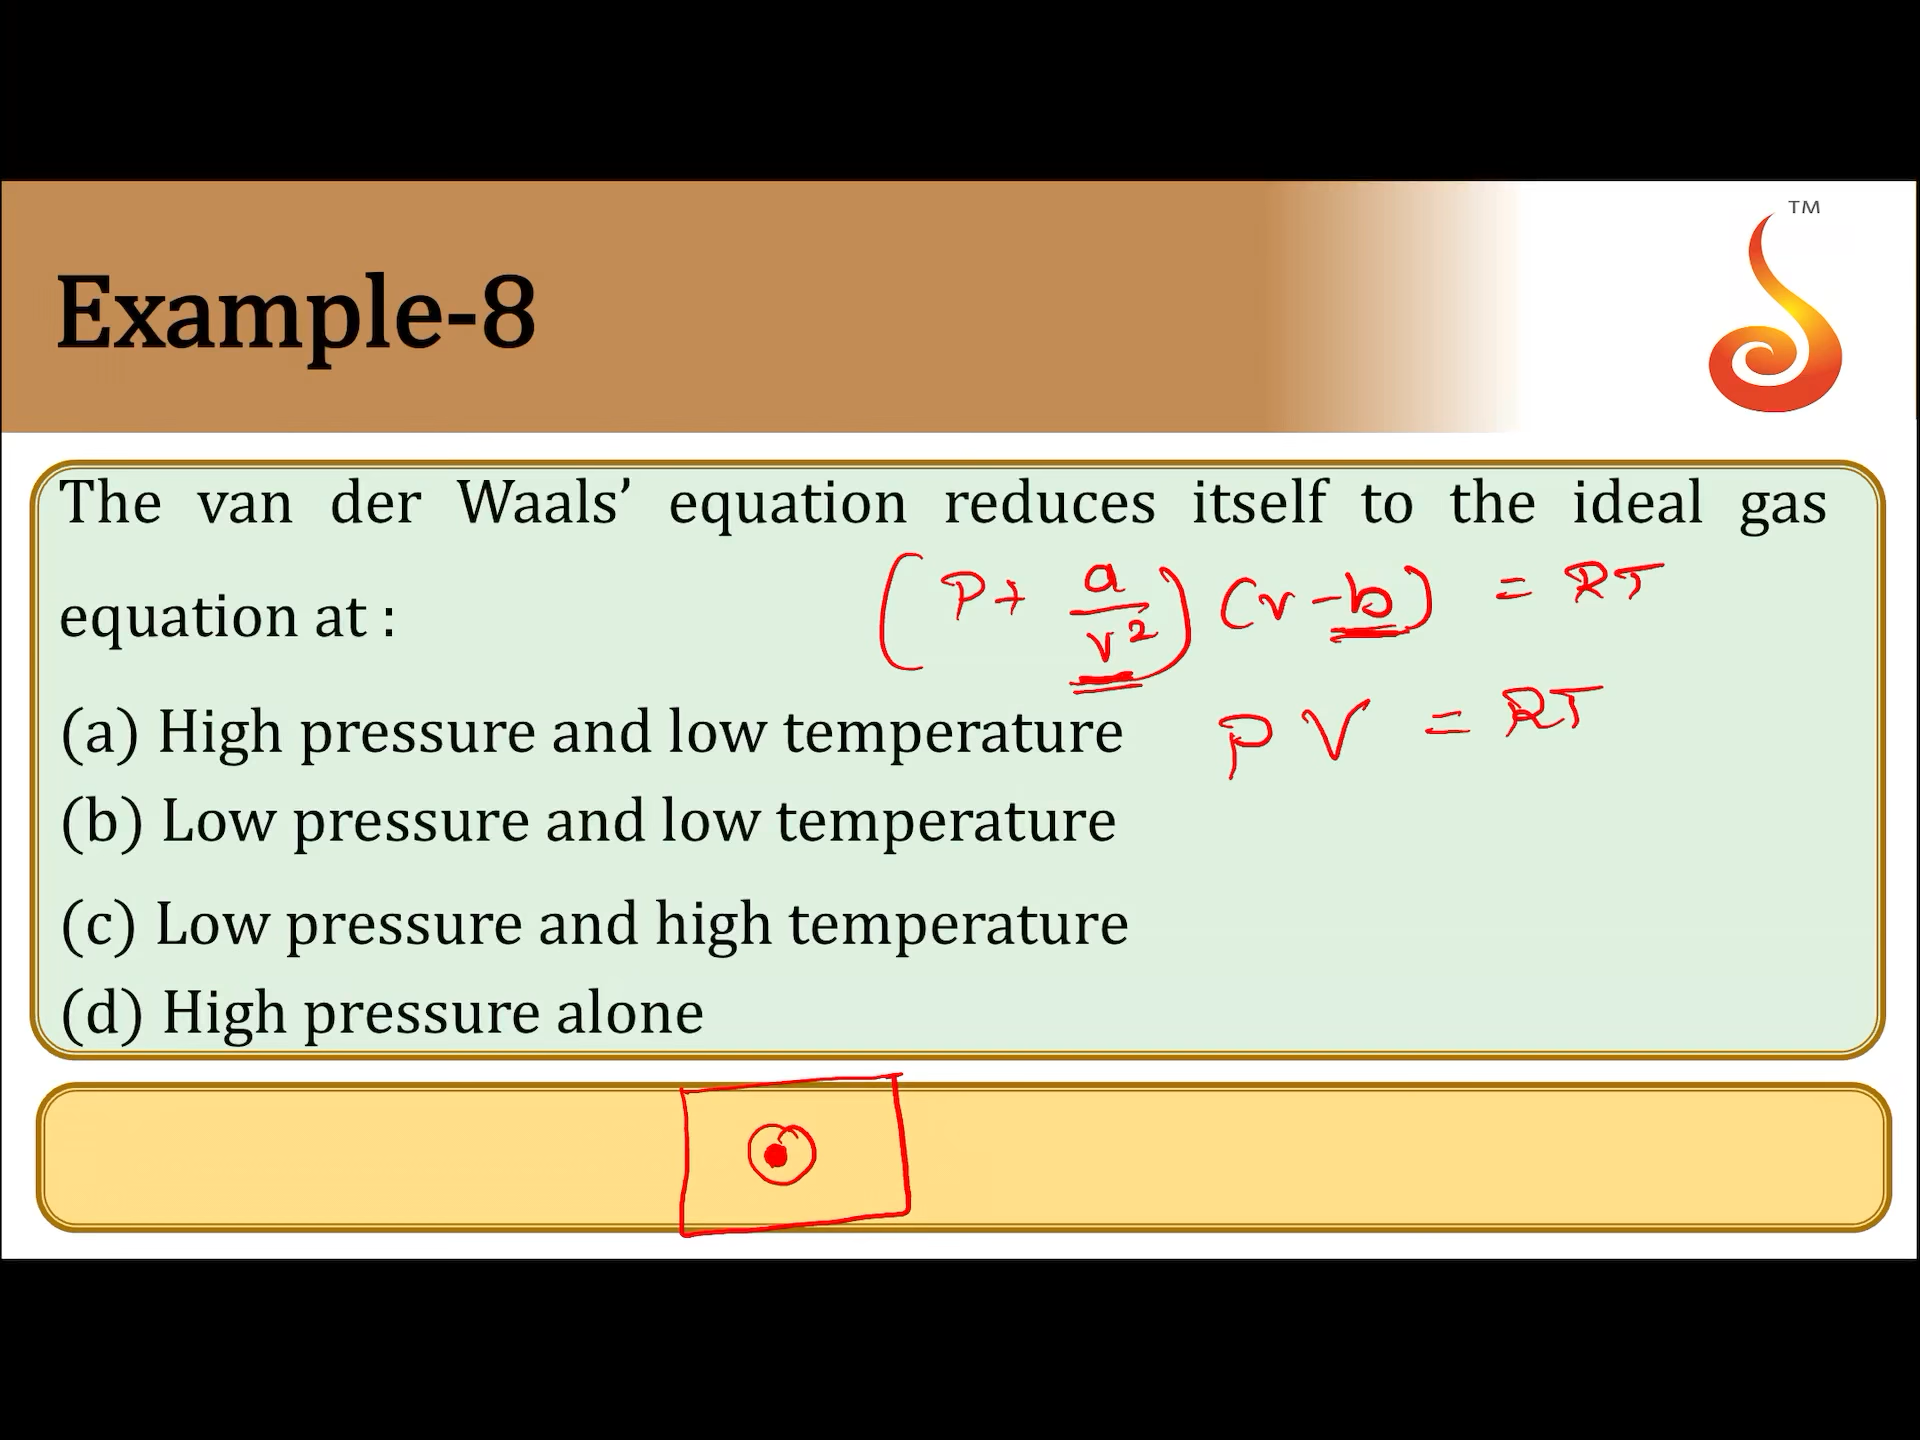 TM
Example-8
The van der Waals’ equation reduces itself to the ideal gas
equation at :
(P+ a/v²) (v-b) = RT
(a) High pressure and low temperature
PV = RT
(b) Low pressure and low temperature
(c) Low pressure and high temperature
(d) High pressure alone